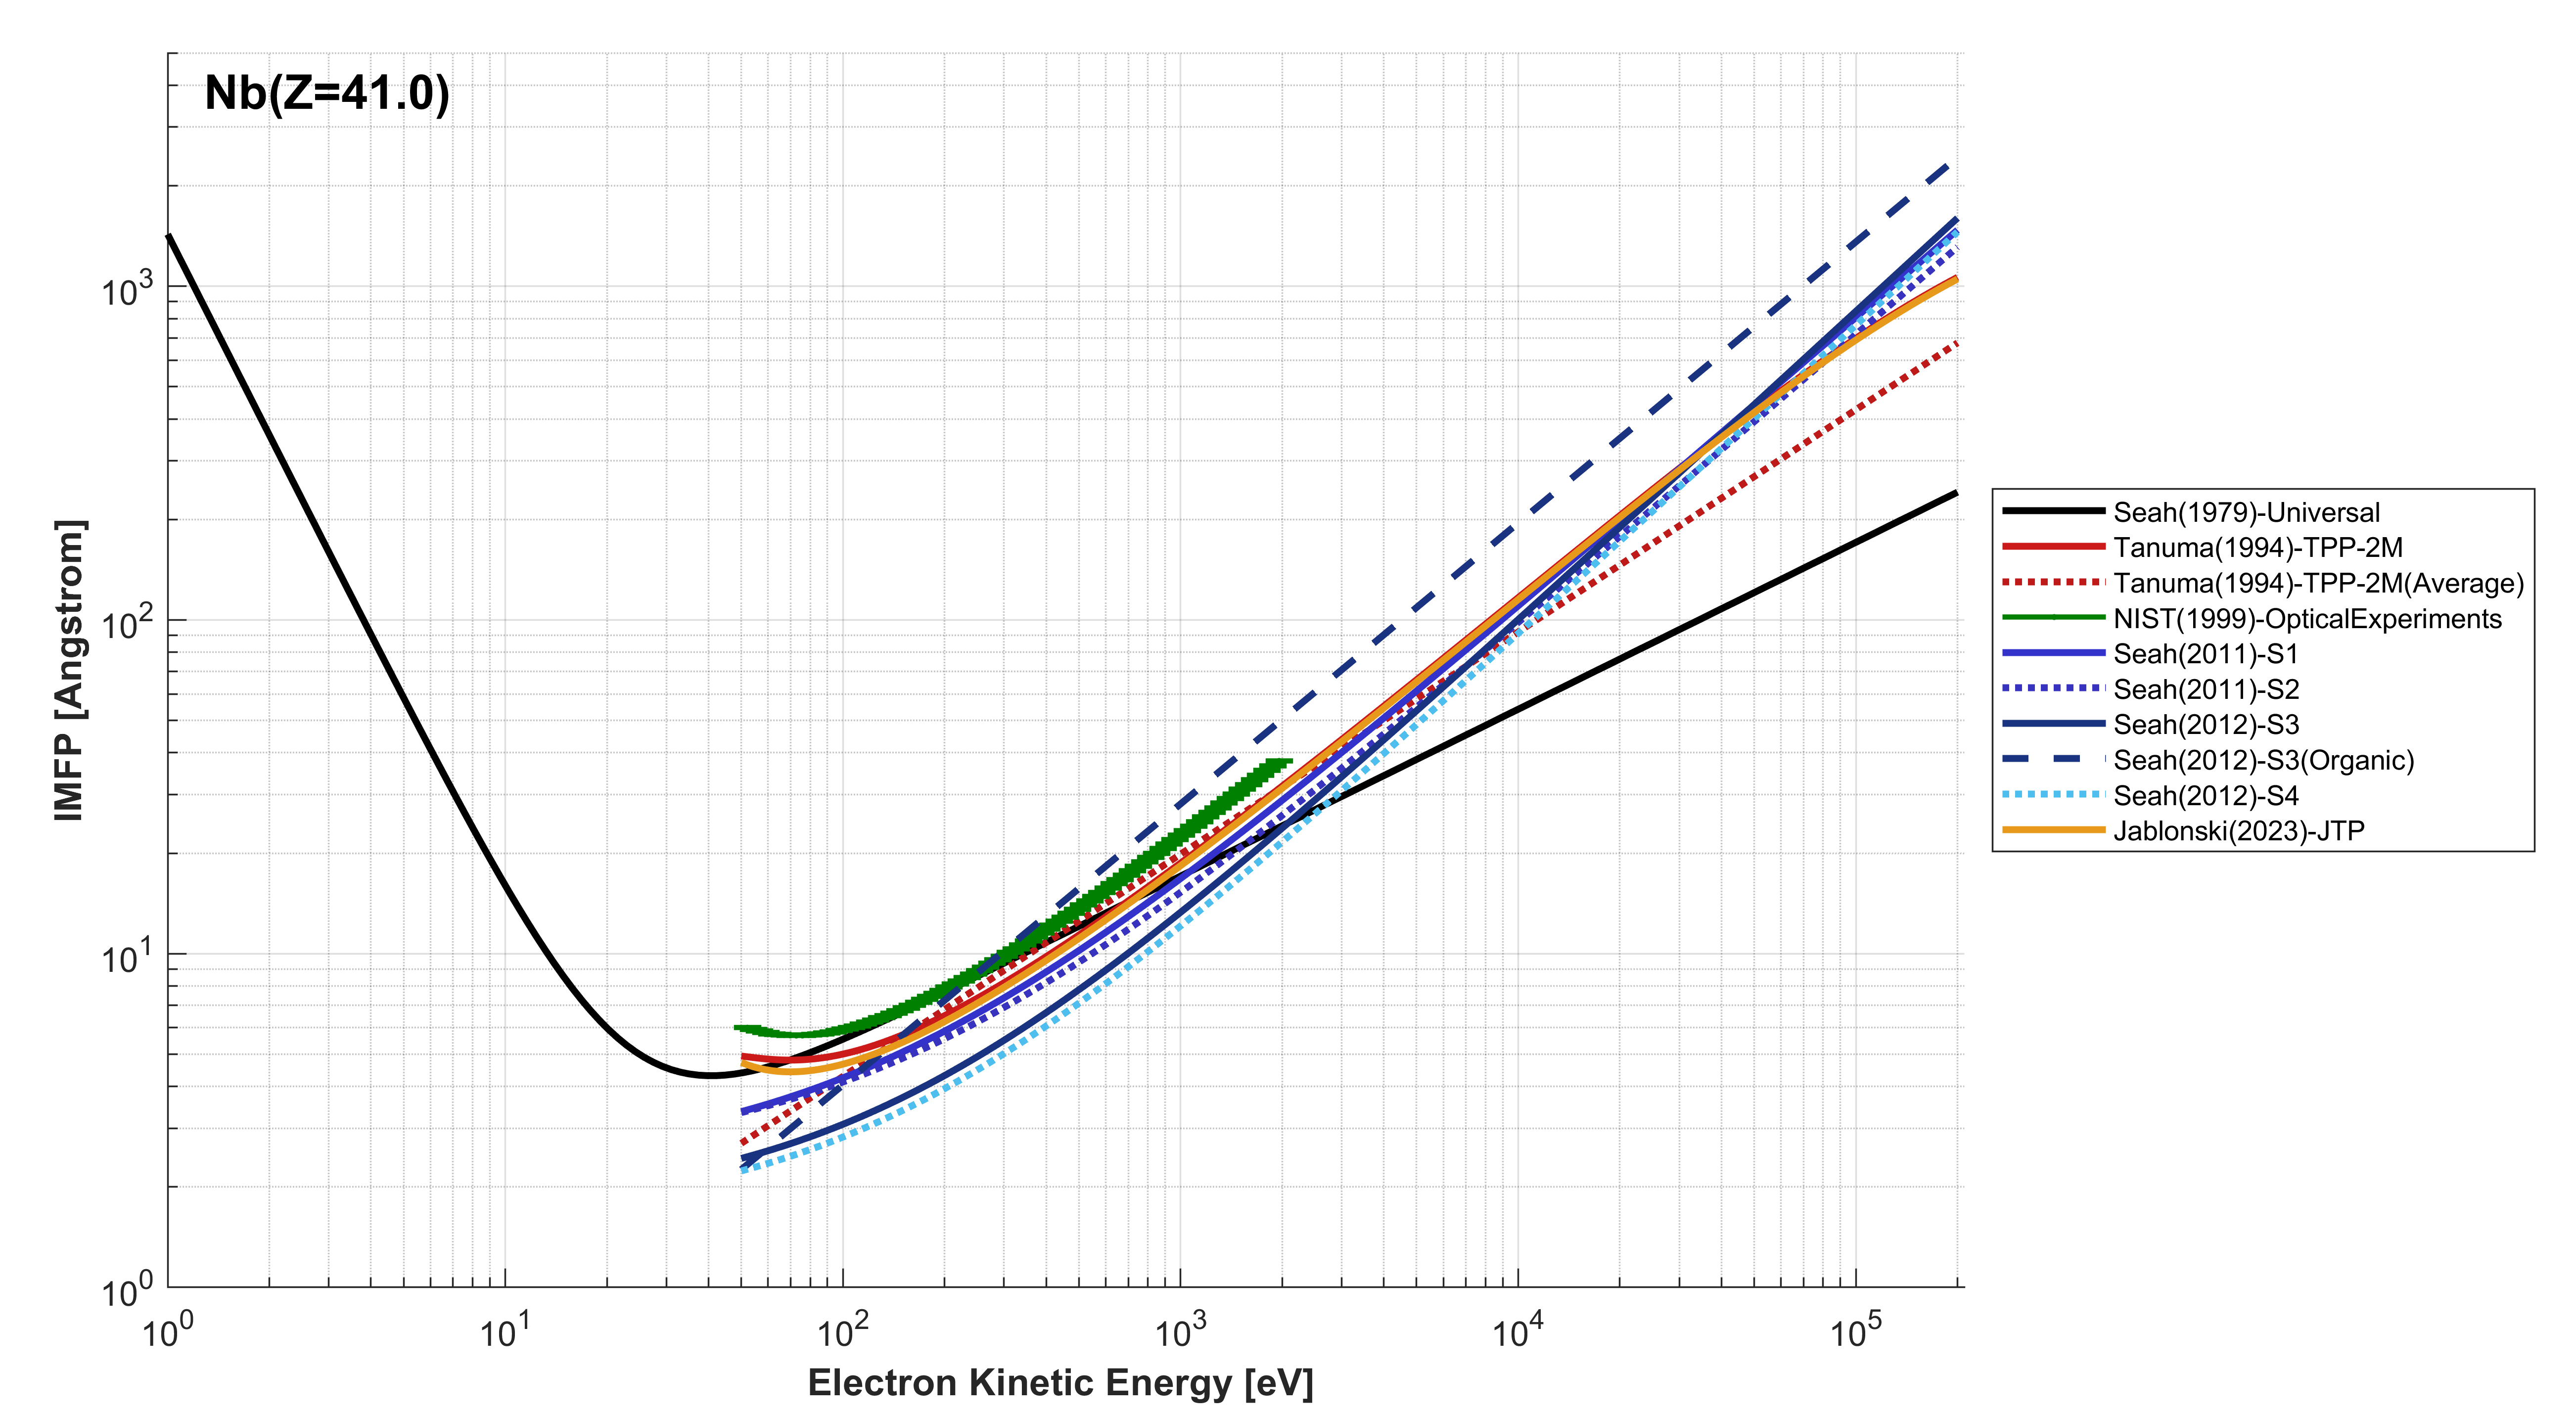 Nb(Z=41.0)
IMFP [Angstrom]
10^3
10^2
10^1
10^0
10^0 10^1 10^2 10^3 10^4 10^5
Electron Kinetic Energy [eV]
Seah(1979)-Universal
Tanuma(1994)-TPP-2M
Tanuma(1994)-TPP-2M(Average)
NIST(1999)-OpticalExperiments
Seah(2011)-S1
Seah(2011)-S2
Seah(2012)-S3
Seah(2012)-S3(Organic)
Seah(2012)-S4
Jablonski(2023)-JTP